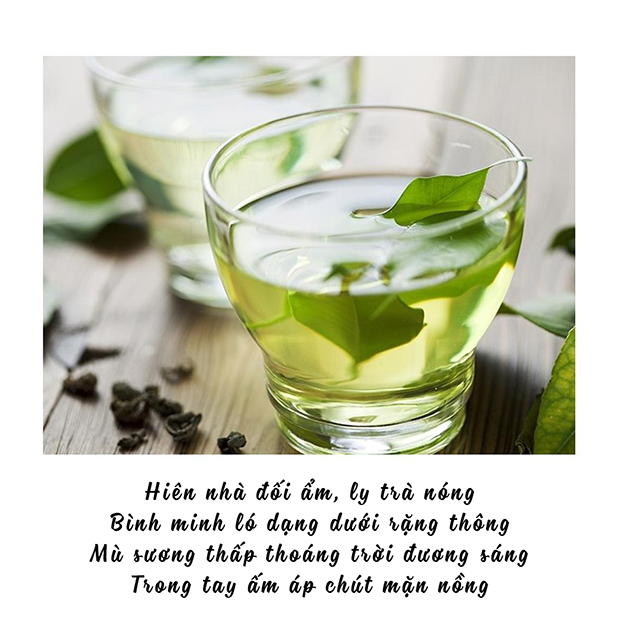 Hiên nhà đối ẩm, ly trà nóng
Bình minh ló dạng dưới rặng thông
Mù sương thấp thoáng trời đương sáng
Trong tay ấm áp chút mặn nồng